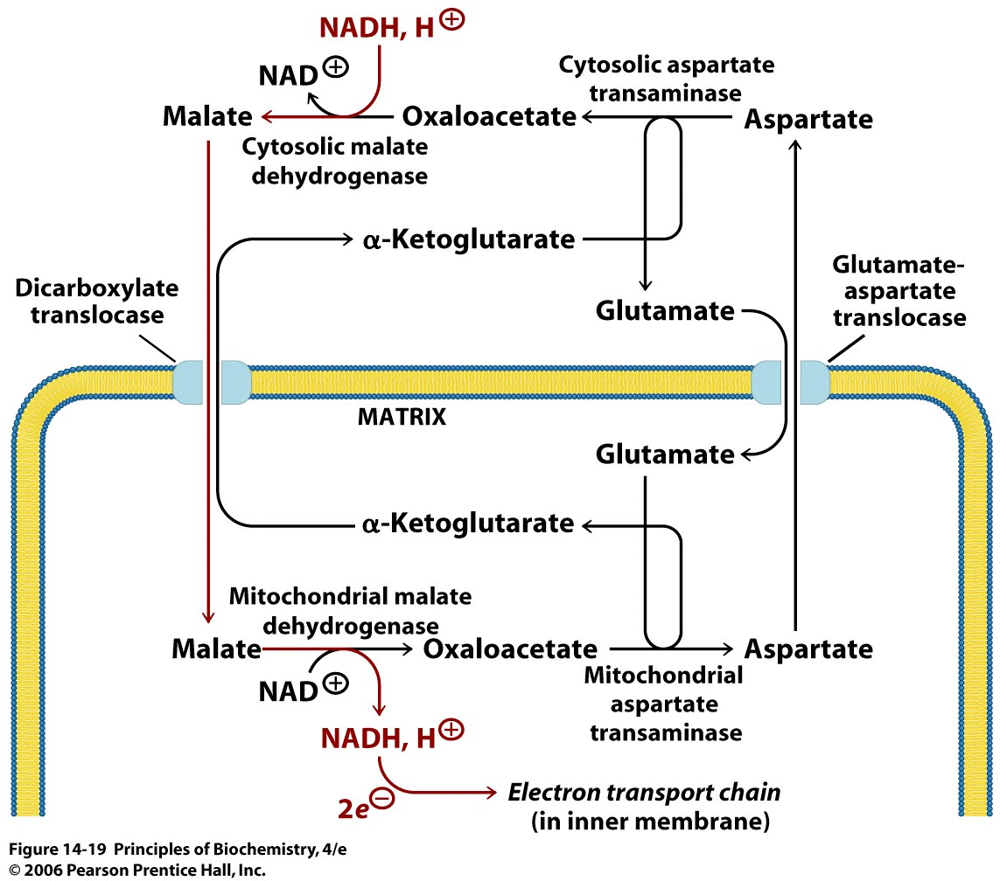 NADH, H⊕
NAD⊕
Cytosolic aspartate
transaminase
Malate
Oxaloacetate
Aspartate
Cytosolic malate
dehydrogenase
α-Ketoglutarate
Dicarboxylate
translocase
Glutamate-
aspartate
translocase
Glutamate
MATRIX
Glutamate
α-Ketoglutarate
Mitochondrial malate
dehydrogenase
Malate
Oxaloacetate
Aspartate
NAD⊕
Mitochondrial
aspartate
transaminase
NADH, H⊕
2e⊖
Electron transport chain
(in inner membrane)
Figure 14-19 Principles of Biochemistry, 4/e
© 2006 Pearson Prentice Hall, Inc.